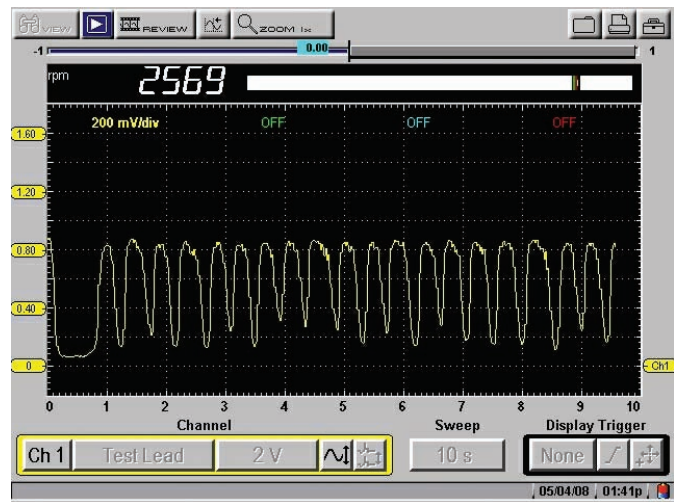 VIEW REVIEW ZOOM 1x
-1 0.00 1
rpm 2569
200 mV/div OFF OFF OFF
1.60
1.20
0.80
0.40
0 Ch1
0 1 2 3 4 5 6 7 8 9 10
Channel Sweep Display Trigger
Ch 1 Test Lead 2 V 10 s None
05/04/08 01:41p